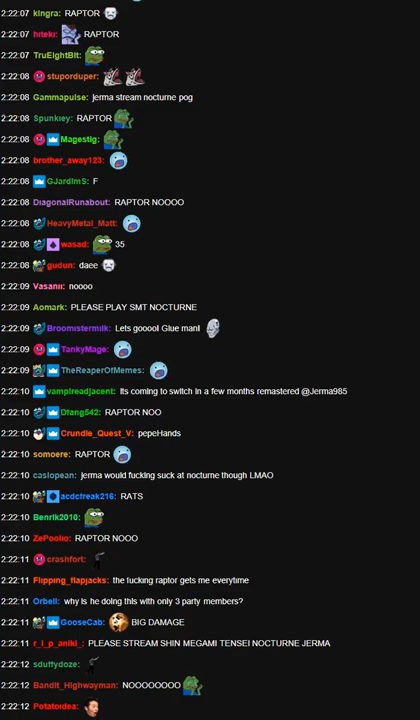 2:22:07 kingra: RAPTOR
2:22:07 hiteki: RAPTOR
2:22:07 TruEightBit:
2:22:08 stuporduper:
2:22:08 Gammapulse: jerma stream nocturne pog
2:22:08 Spunkiey: RAPTOR
2:22:08 Magestig:
2:22:08 brother_away123:
2:22:08 GJardimS: F
2:22:08 DiagonalRunabout: RAPTOR NOOOO
2:22:08 HeavyMetal_Matt:
2:22:08 wasad: 35
2:22:08 gudun: daee
2:22:09 Vasanii: noooo
2:22:09 Aomark: PLEASE PLAY SMT NOCTURNE
2:22:09 Broomistermilk: Lets gooool Glue man!
2:22:09 TankyMage:
2:22:09 TheReaperOfMemes:
2:22:10 vampireadjacent: Its coming to switch in a few months remastered @Jerma985
2:22:10 Dfang542: RAPTOR NOO
2:22:10 Crundle_Quest_V: pepeHands
2:22:10 somoere: RAPTOR
2:22:10 casiopean: jerma would fucking suck at nocturne though LMAO
2:22:10 acdcfreak216: RATS
2:22:10 Benrik2010:
2:22:10 ZePoolio: RAPTOR NOOO
2:22:11 crashfort:
2:22:11 Flipping_flapjacks: the fucking raptor gets me everytime
2:22:11 Orbell: why is he doing this with only 3 party members?
2:22:11 GooseCab: BIG DAMAGE
2:22:11 r_i_p_aniki_: PLEASE STREAM SHIN MEGAMI TENSEI NOCTURNE JERMA
2:22:12 sduffydoze:
2:22:12 Bandit_Highwayman: NOOOOOOOO
2:22:12 Potatoidea: